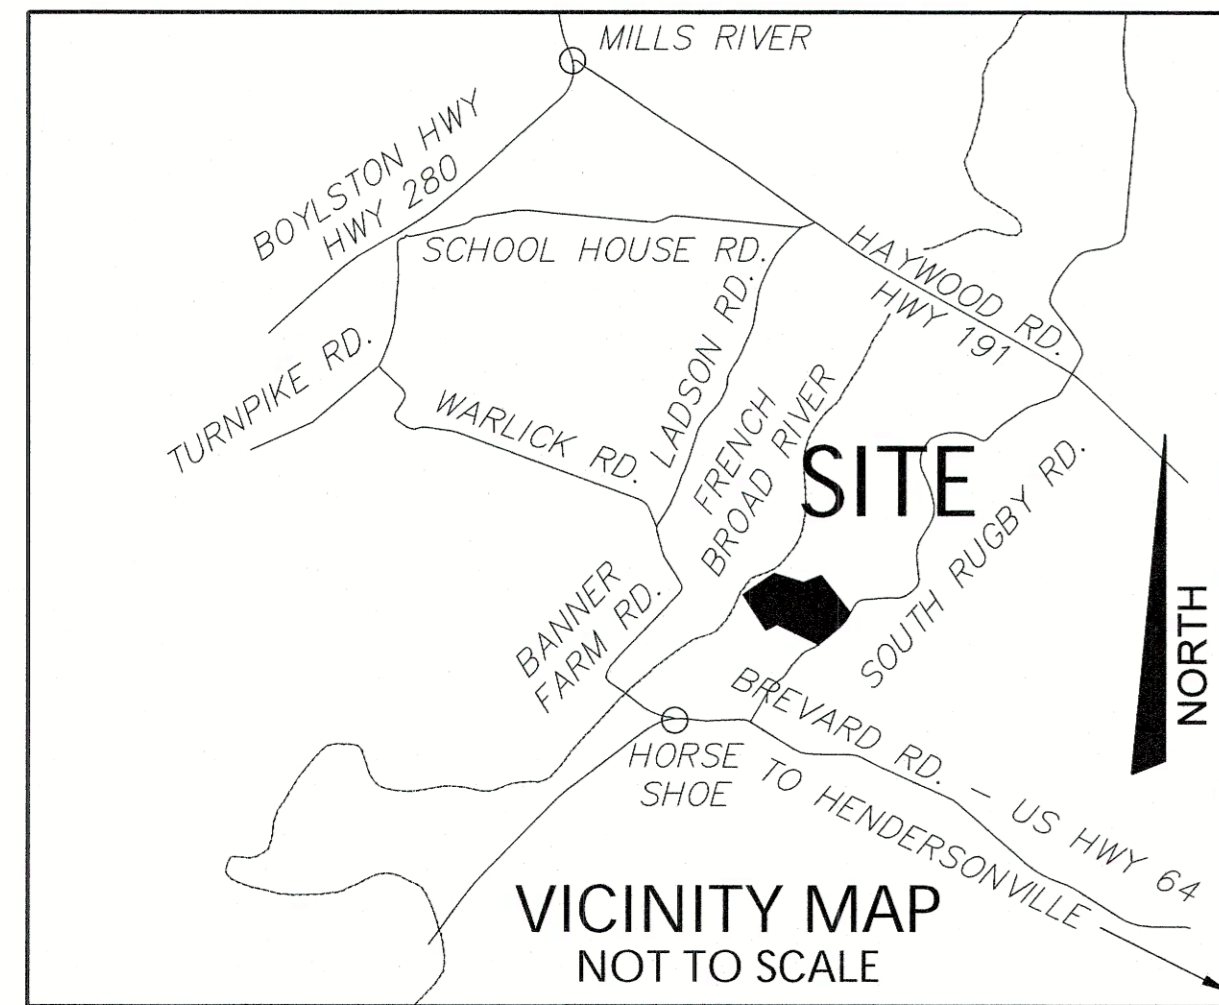 MILLS RIVER
BOYLSTON HWY
HWY 280
SCHOOL HOUSE RD.
HAYWOOD RD.
HWY 191
LADSON RD.
TURNPIKE RD.
WARLICK RD.
FRENCH
BROAD RIVER
SITE
SOUTH RUGBY RD.
BANNER
FARM RD.
NORTH
BREVARD RD. – US HWY 64
HORSE
SHOE
TO HENDERSONVILLE
VICINITY MAP
NOT TO SCALE